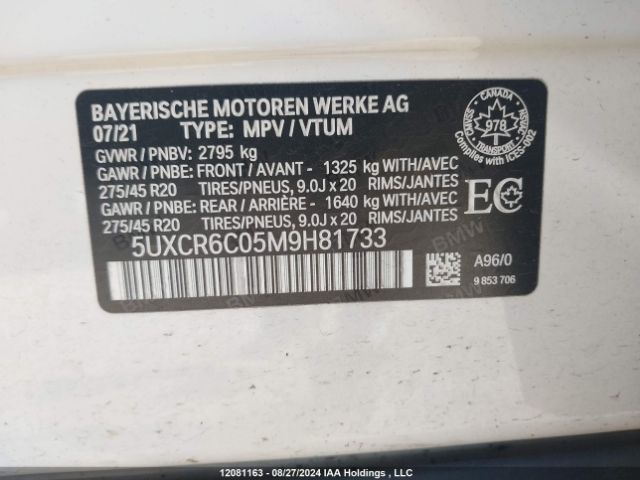 BAYERISCHE MOTOREN WERKE AG
07/21 TYPE: MPV / VTUM
GVWR / PNBV: 2795 kg
GAWR / PNBE: FRONT / AVANT - 1325 kg WITH/AVEC
275/45 R20 TIRES/PNEUS, 9.0J x 20 RIMS/JANTES
GAWR / PNBE: REAR / ARRIÈRE - 1640 kg WITH/AVEC
275/45 R20 TIRES/PNEUS, 9.0J x 20 RIMS/JANTES
5UXCR6C05M9H81733
CANADA
978
TRANSPORT
CMVSS
NSVAC
Complies with ICES-002
EC
A96/0
9 853 706
BMW
12081163 - 08/27/2024 IAA Holdings , LLC